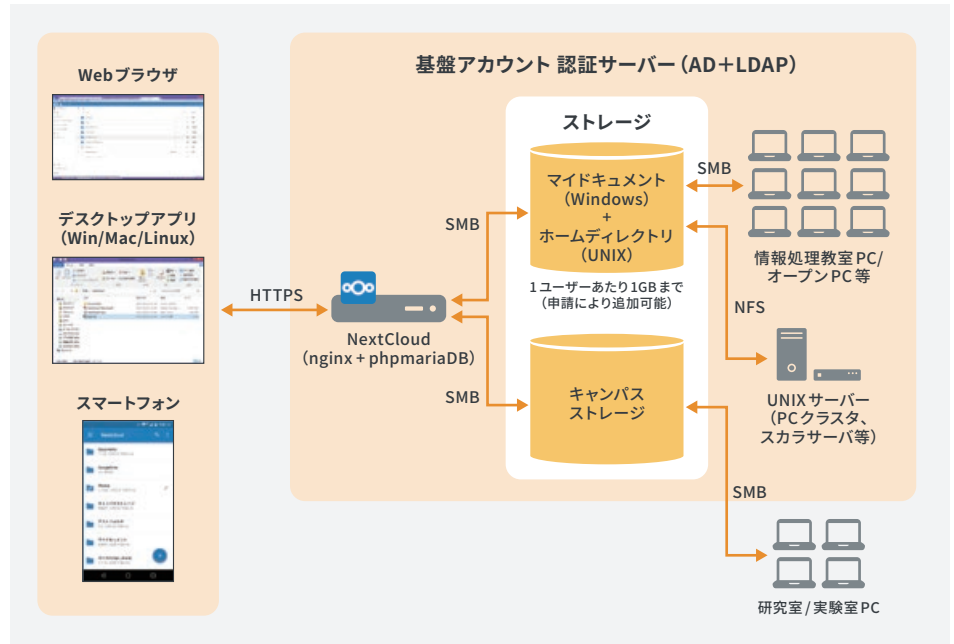 Webブラウザ
デスクトップアプリ
（Win/Mac/Linux）
スマートフォン
NextCloud
HTTPS
基盤アカウント 認証サーバー（AD＋LDAP）
NextCloud
（nginx + phpmariaDB）
SMB
SMB
ストレージ
マイドキュメント
（Windows）
+
ホームディレクトリ
（UNIX）
1ユーザーあたり1GBまで
（申請により追加可能）
キャンパス
ストレージ
SMB
情報処理教室PC/
オープンPC等
NFS
UNIXサーバー
（PCクラスタ、
スカラサーバ等）
SMB
研究室/実験室PC